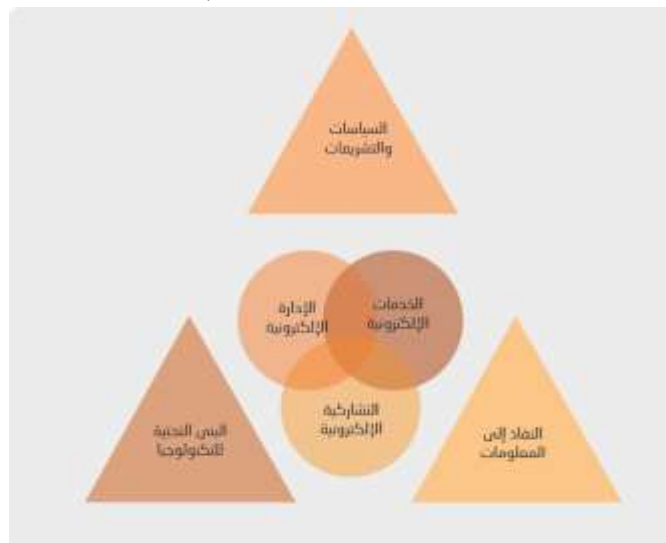 السياسات
والتشريعات
الخدمات
الإلكترونية
الإدارة
الإلكترونية
التشاركية
الإلكترونية
النفاذ إلى
المعلومات
البنى التحتية
للتكنولوجيا